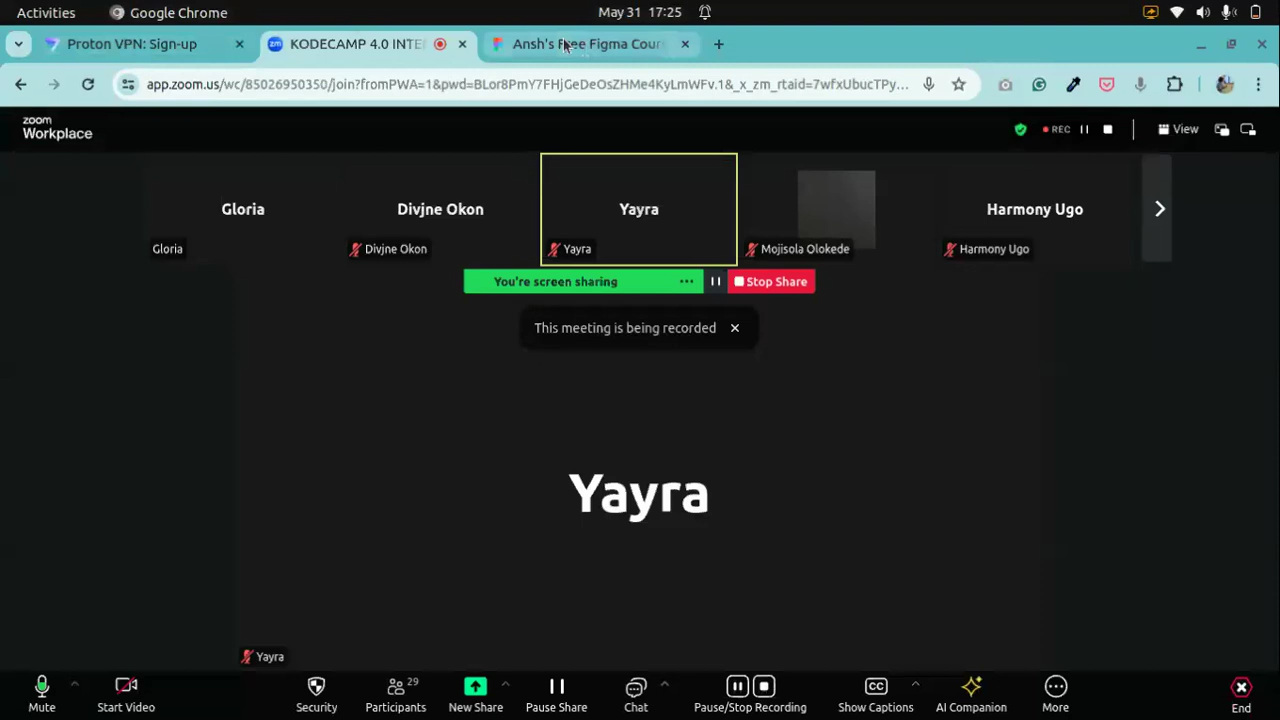 Activities
Google Chrome
May 31 17:25
Proton VPN: Sign-up
KODECAMP 4.0 INTE
Ansh's Free Figma Cour
app.zoom.us/wc/85026950350/join?fromPWA=1&pwd=BLor8PmY7FHjGeDeOsZHMe4KyLmWFv.1&_x_zm_rtaid=7wfxUbucTPy...
zoom
Workplace
REC
View
Gloria
Divjne Okon
Yayra
Harmony Ugo
Gloria
Divjne Okon
Yayra
Mojisola Olokede
Harmony Ugo
You're screen sharing
Stop Share
This meeting is being recorded
Yayra
Yayra
Mute
Start Video
Security
Participants
29
New Share
Pause Share
Chat
Pause/Stop Recording
CC
Show Captions
AI Companion
More
End